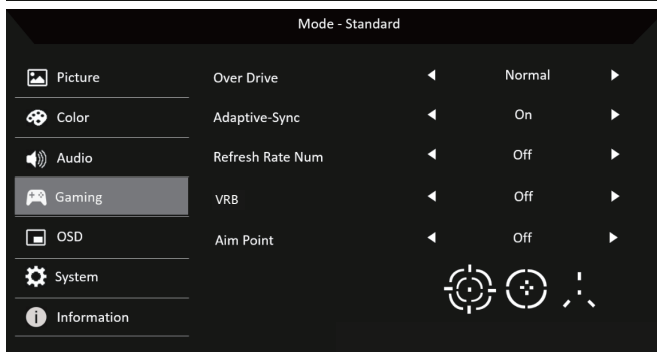 Mode - Standard
Picture
Over Drive Normal
Color
Adaptive-Sync On
Audio
Refresh Rate Num Off
Gaming
VRB Off
OSD
Aim Point Off
System
Information